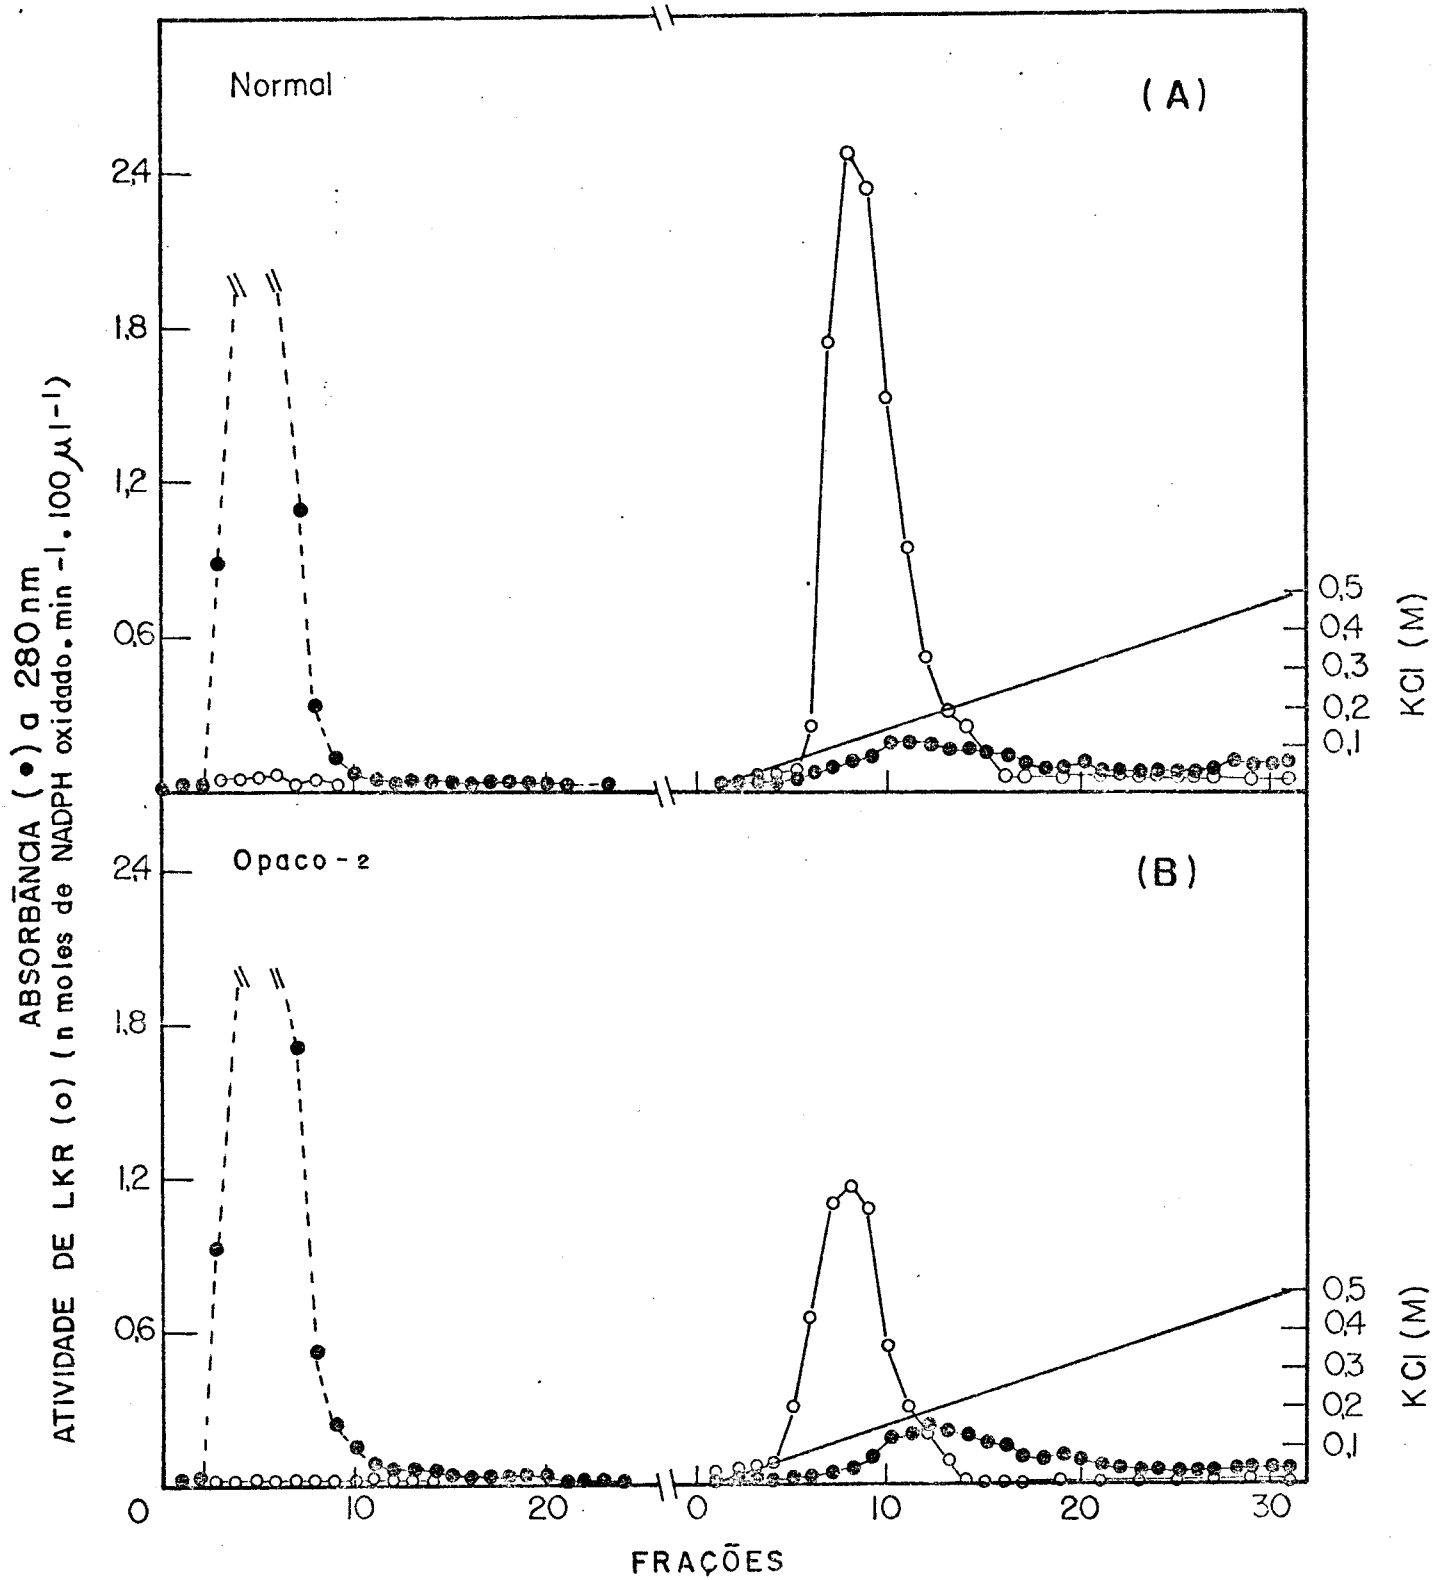 Normal
(A)
2,4
1,8
1,2
0,6
0,5
0,4
0,3
0,2
0,1
KCl (M)
Opaco-2
(B)
2,4
1,8
1,2
0,6
0,5
0,4
0,3
0,2
0,1
KCl (M)
0
10
20
0
10
20
30
FRAÇÕES
ABSORBÂNCIA (●) a 280nm
ATIVIDADE DE LKR (o) (n moles de NADPH oxidado. min -1. 100 µl-1)